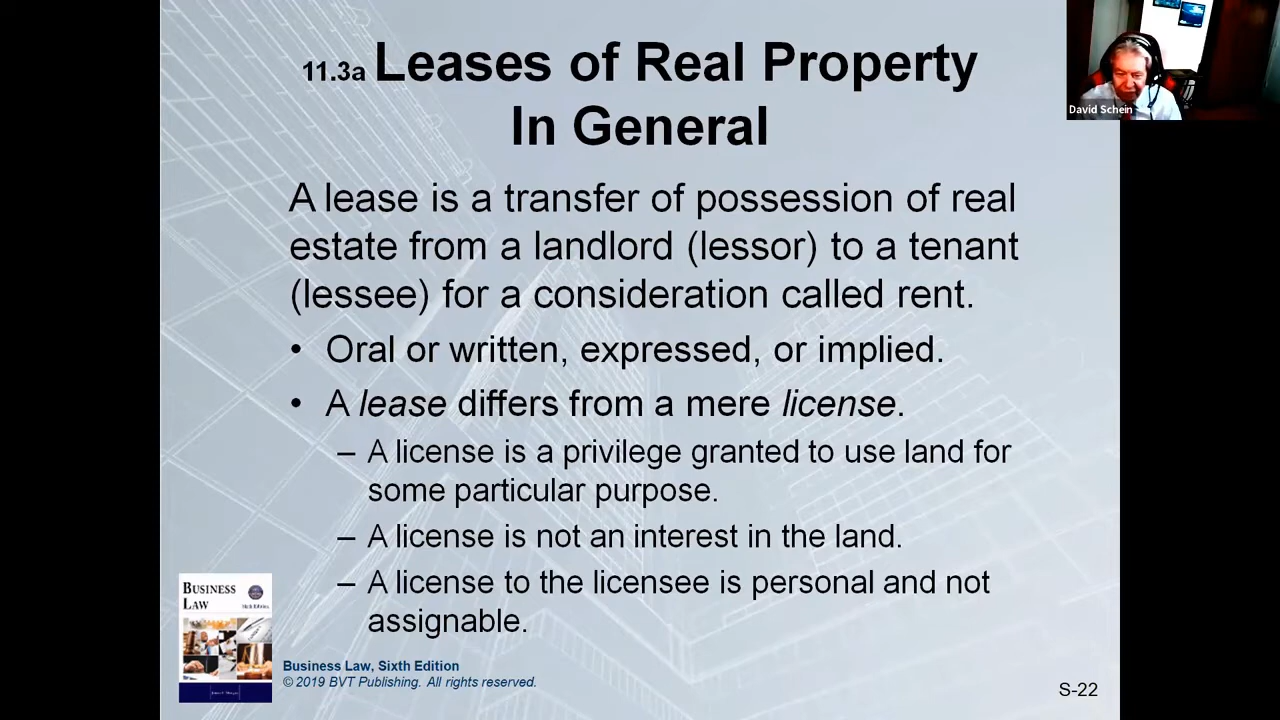 11.3a Leases of Real Property
In General
David Schein
A lease is a transfer of possession of real
estate from a landlord (lessor) to a tenant
(lessee) for a consideration called rent.
• Oral or written, expressed, or implied.
• A lease differs from a mere license.
– A license is a privilege granted to use land for
some particular purpose.
– A license is not an interest in the land.
– A license to the licensee is personal and not
assignable.
BUSINESS
LAW
Sixth Edition
Business Law, Sixth Edition
© 2019 BVT Publishing. All rights reserved.
S-22